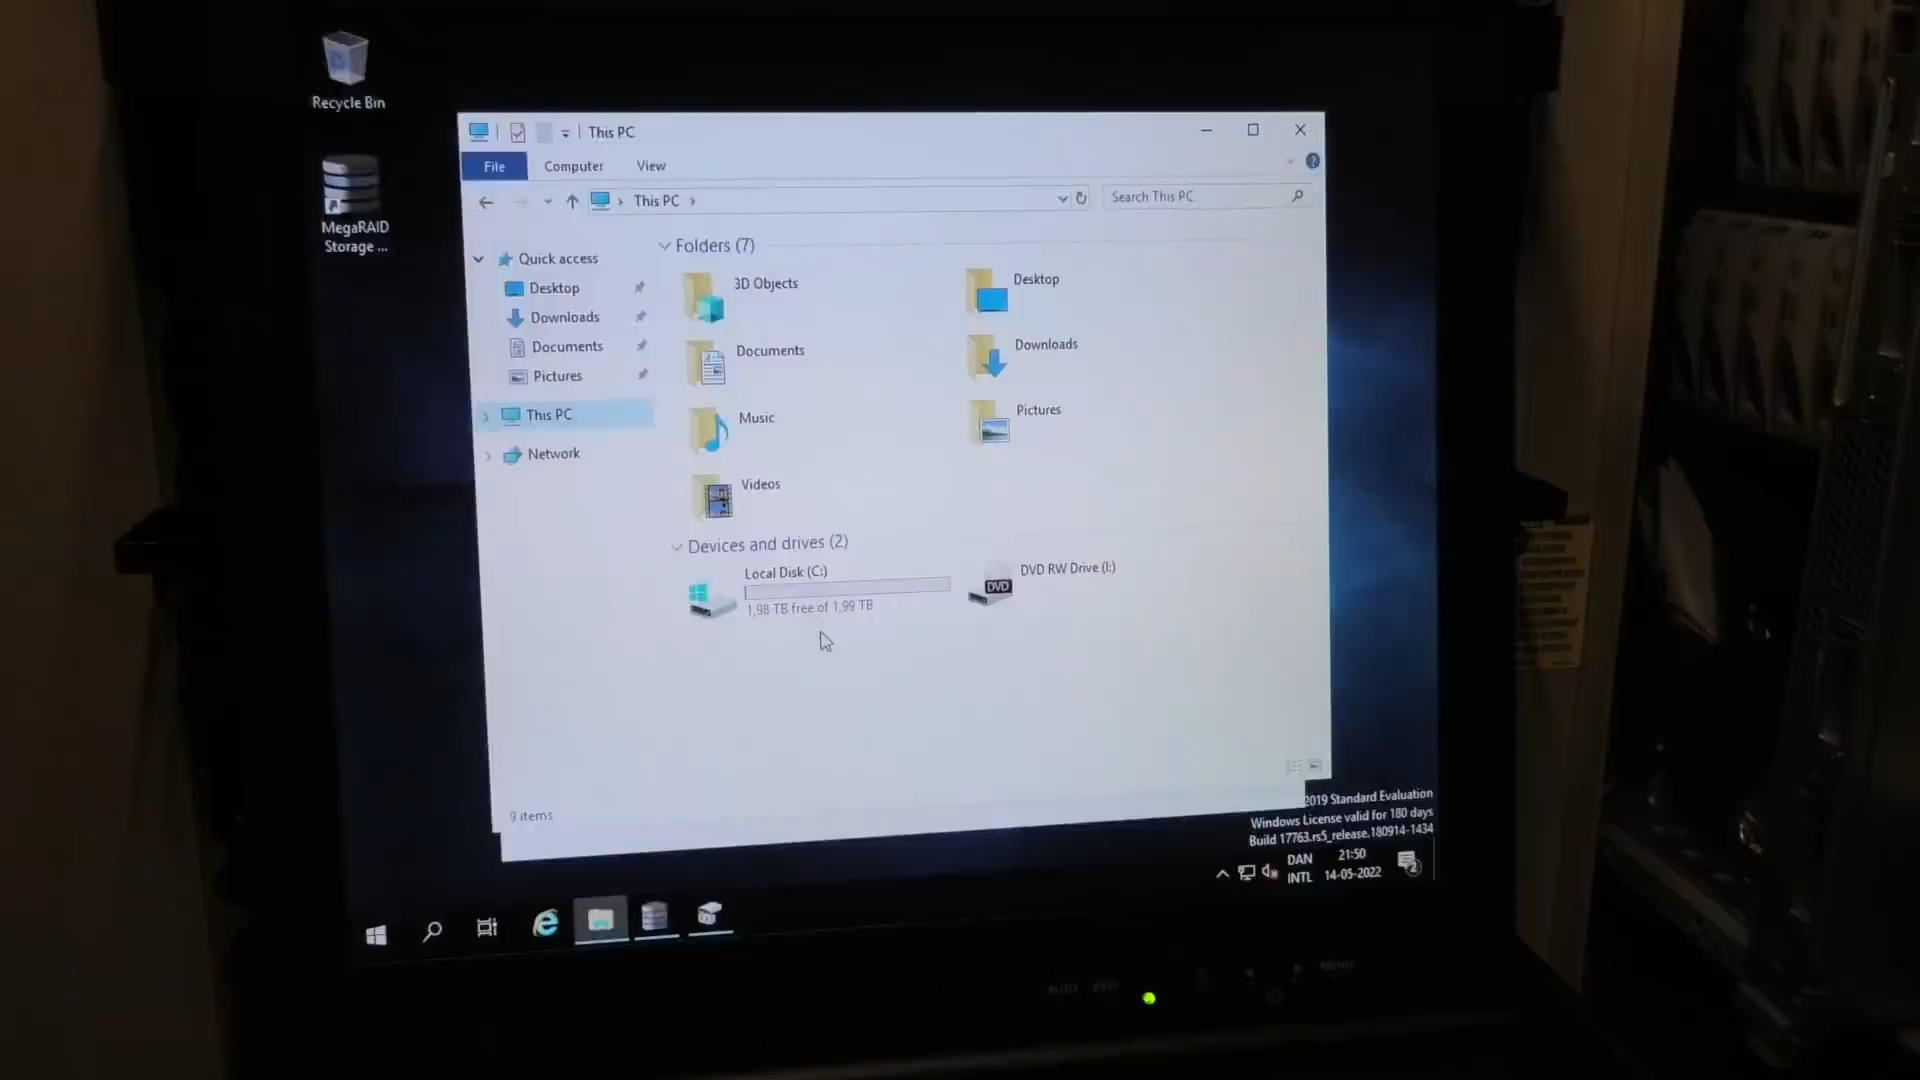 Recycle Bin
MegaRAID
Storage ...
This PC
File
Computer
View
This PC
Search This PC
Quick access
Desktop
Downloads
Documents
Pictures
This PC
Network
Folders (7)
3D Objects
Desktop
Documents
Downloads
Music
Pictures
Videos
Devices and drives (2)
Local Disk (C:)
1,98 TB free of 1,99 TB
DVD
DVD RW Drive (I:)
9 items
2019 Standard Evaluation
Windows License valid for 180 days
Build 17763.rs5_release.180914-1434
DAN
INTL
21:50
14-05-2022
2
MENU